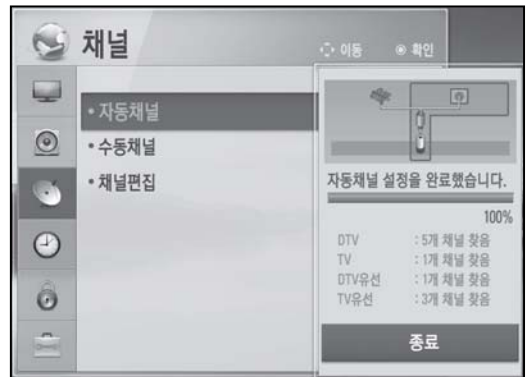 채널
이동 확인
• 자동채널
• 수동채널
• 채널편집
자동채널 설정을 완료했습니다.
100%
DTV : 5개 채널 찾음
TV : 1개 채널 찾음
DTV유선 : 1개 채널 찾음
TV유선 : 3개 채널 찾음
종료